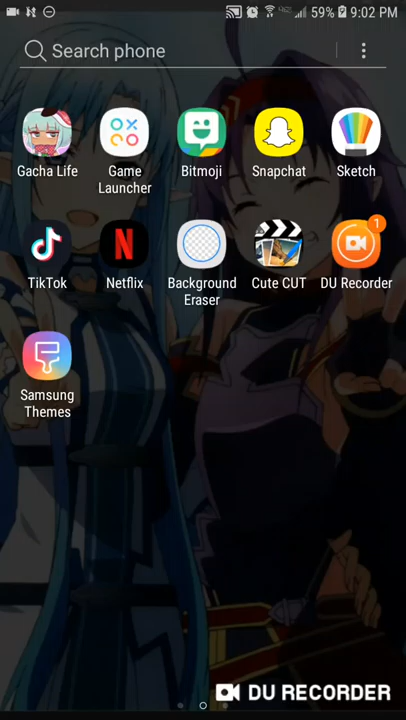 59% 9:02 PM
Search phone
Gacha Life
Game Launcher
Bitmoji
Snapchat
Sketch
TikTok
N
Netflix
Background Eraser
Cute CUT
1
DU Recorder
Samsung Themes
DU RECORDER